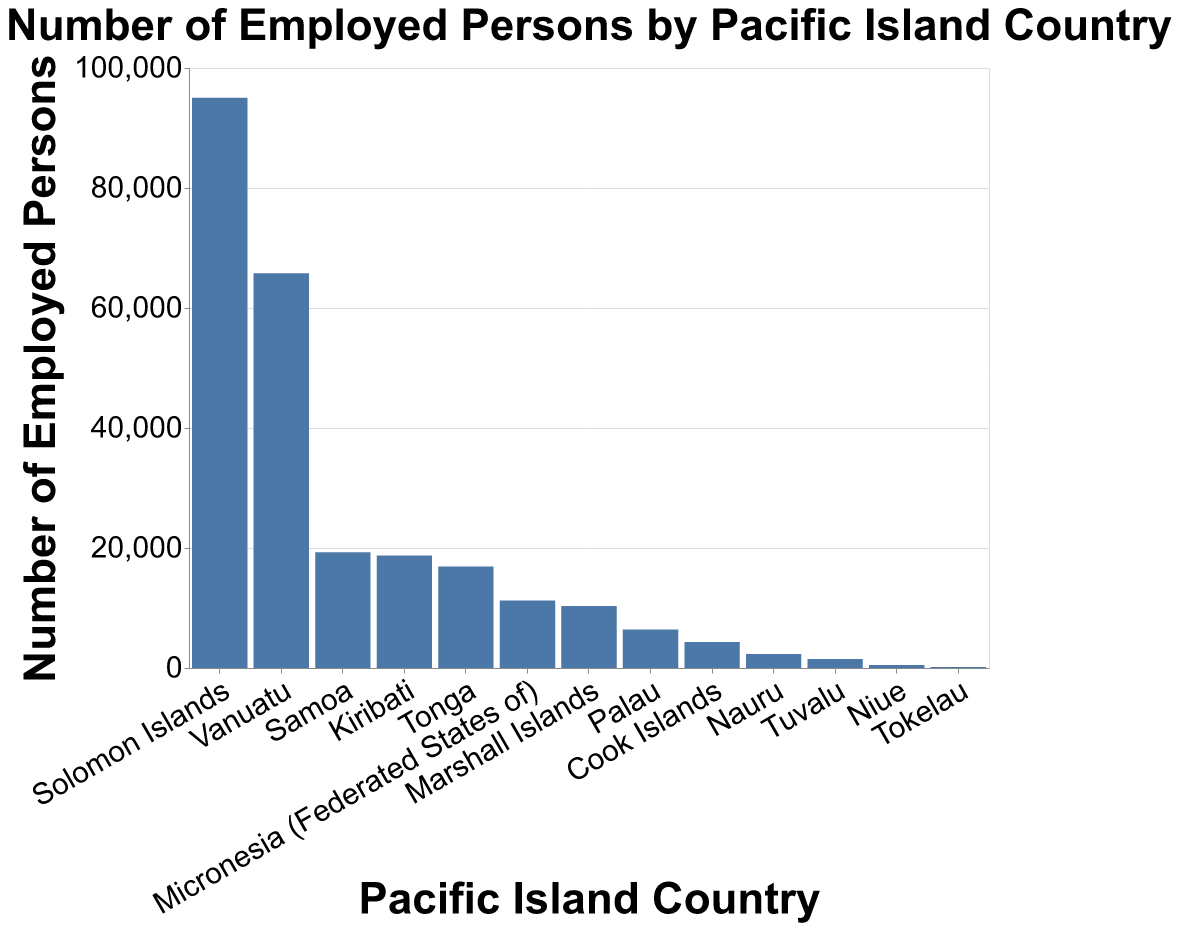 Number of Employed Persons by Pacific Island Country
Number of Employed Persons
100,000
80,000
60,000
40,000
20,000
0
Solomon Islands
Vanuatu
Samoa
Kiribati
Tonga
Micronesia (Federated States of)
Marshall Islands
Palau
Cook Islands
Nauru
Tuvalu
Niue
Tokelau
Pacific Island Country